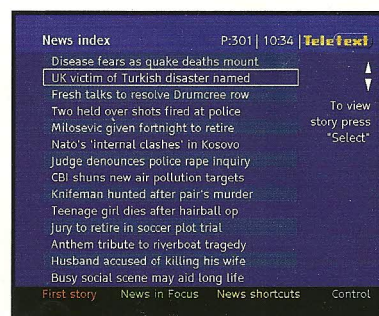 News index P:301 10:34 Teletext
Disease fears as quake deaths mount
UK victim of Turkish disaster named
Fresh talks to resolve Drumcree row
Two held over shots fired at police
Milosevic given fortnight to retire
Nato's 'internal clashes' in Kosovo
Judge denounces police rape inquiry
CBI shuns new air pollution targets
Knifeman hunted after pair's murder
Teenage girl dies after hairball op
Jury to retire in soccer plot trial
Anthem tribute to riverboat tragedy
Husband accused of killing his wife
Busy social scene may aid long life
To view
story press
"Select"
First story News in Focus News shortcuts Control